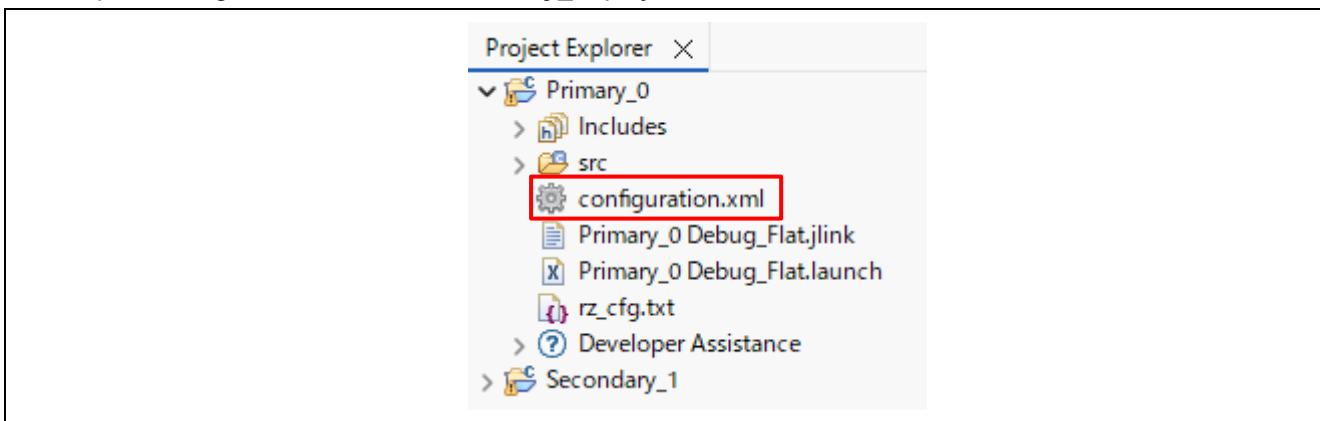 Project Explorer
Primary_0
Includes
src
configuration.xml
Primary_0 Debug_Flat.jlink
Primary_0 Debug_Flat.launch
rz_cfg.txt
Developer Assistance
Secondary_1